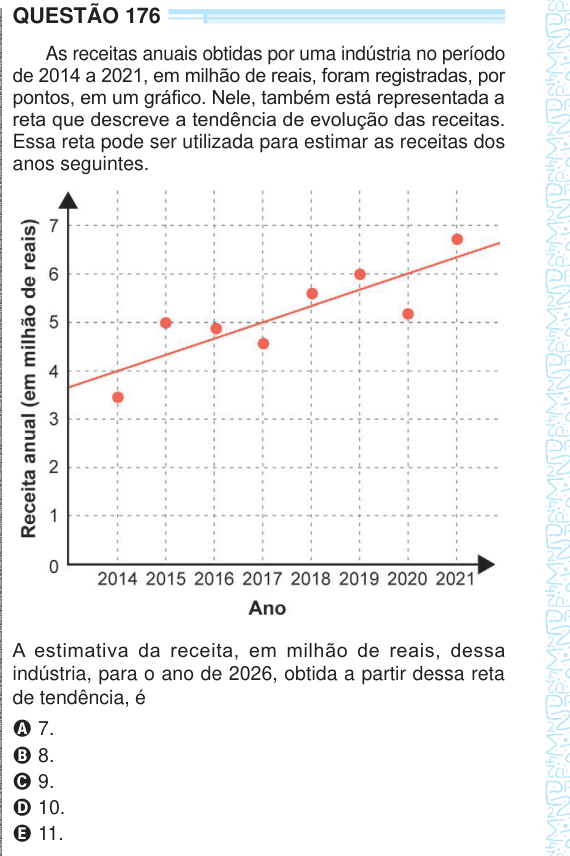 QUESTÃO 176
As receitas anuais obtidas por uma indústria no período
de 2014 a 2021, em milhão de reais, foram registradas, por
pontos, em um gráfico. Nele, também está representada a
reta que descreve a tendência de evolução das receitas.
Essa reta pode ser utilizada para estimar as receitas dos
anos seguintes.
Receita anual (em milhão de reais)
7
6
5
4
3
2
1
0
2014 2015 2016 2017 2018 2019 2020 2021
Ano
A estimativa da receita, em milhão de reais, dessa
indústria, para o ano de 2026, obtida a partir dessa reta
de tendência, é
A 7.
B 8.
C 9.
D 10.
E 11.